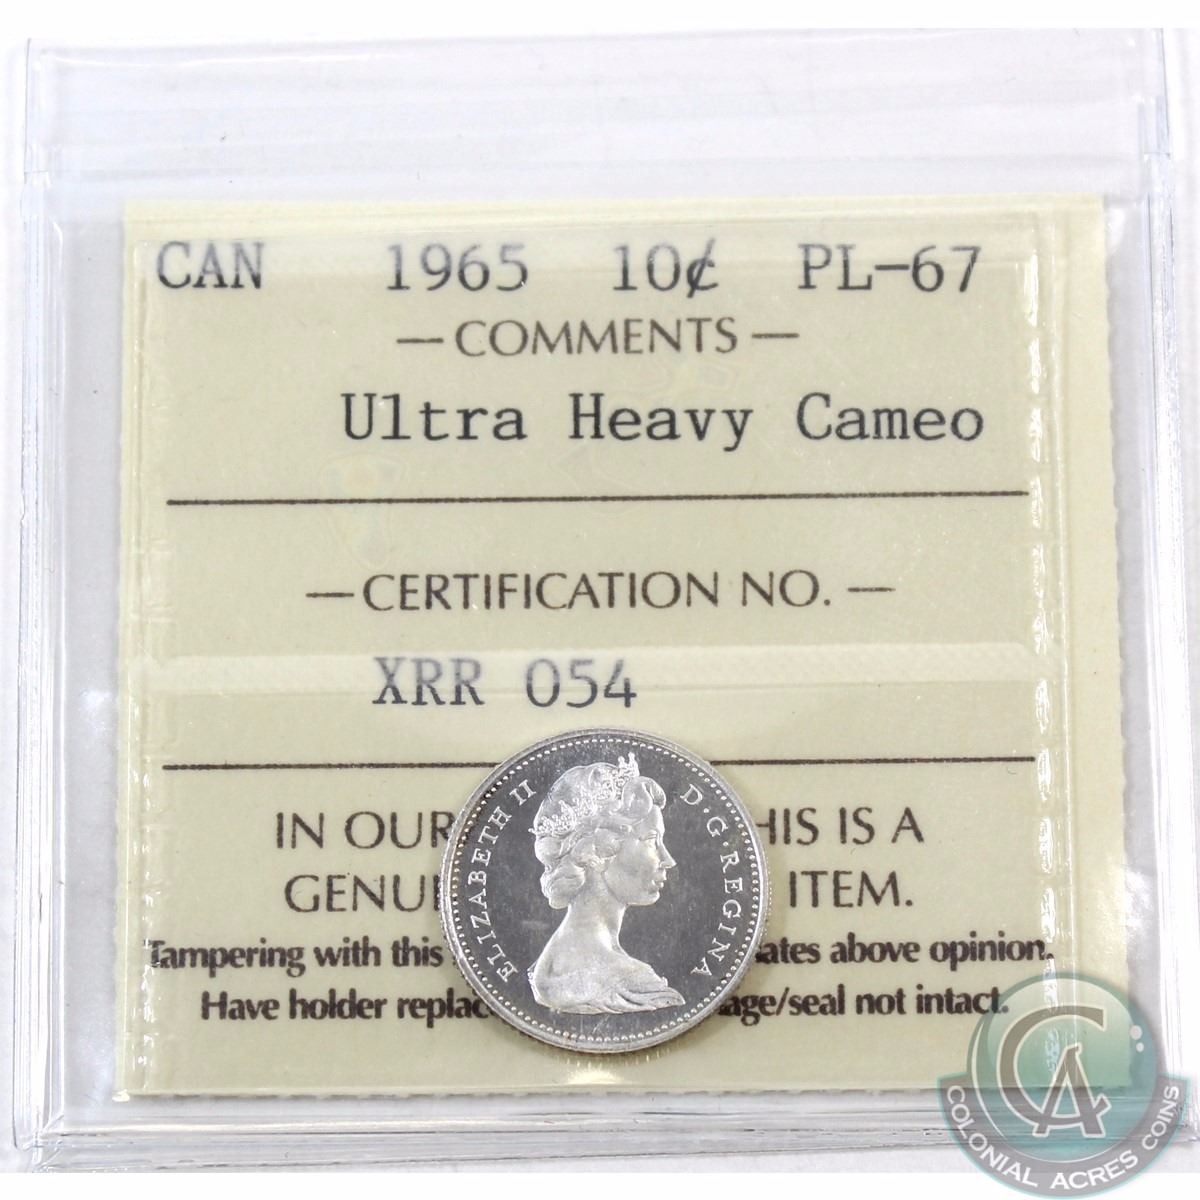 CAN 1965 10¢ PL-67
— COMMENTS —
Ultra Heavy Cameo
— CERTIFICATION NO. —
XRR 054
IN OUR HIS IS A
GENU ITEM.
Tampering with this ates above opinion.
Have holder replac age/seal not intact.
ELIZABETH II D·G·REGINA
CA
COLONIAL ACRES COINS